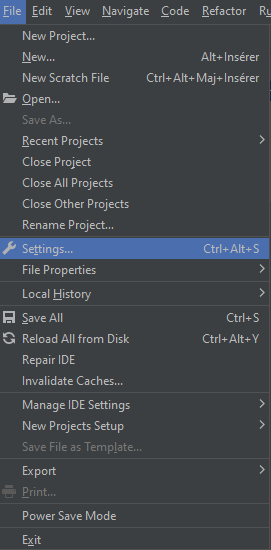 File Edit View Navigate Code Refactor Ru
New Project...
New... Alt+Insérer
New Scratch File Ctrl+Alt+Maj+Insérer
Open...
Save As...
Recent Projects
Close Project
Close All Projects
Close Other Projects
Rename Project...
Settings... Ctrl+Alt+S
File Properties
Local History
Save All Ctrl+S
Reload All from Disk Ctrl+Alt+Y
Repair IDE
Invalidate Caches...
Manage IDE Settings
New Projects Setup
Save File as Template...
Export
Print...
Power Save Mode
Exit